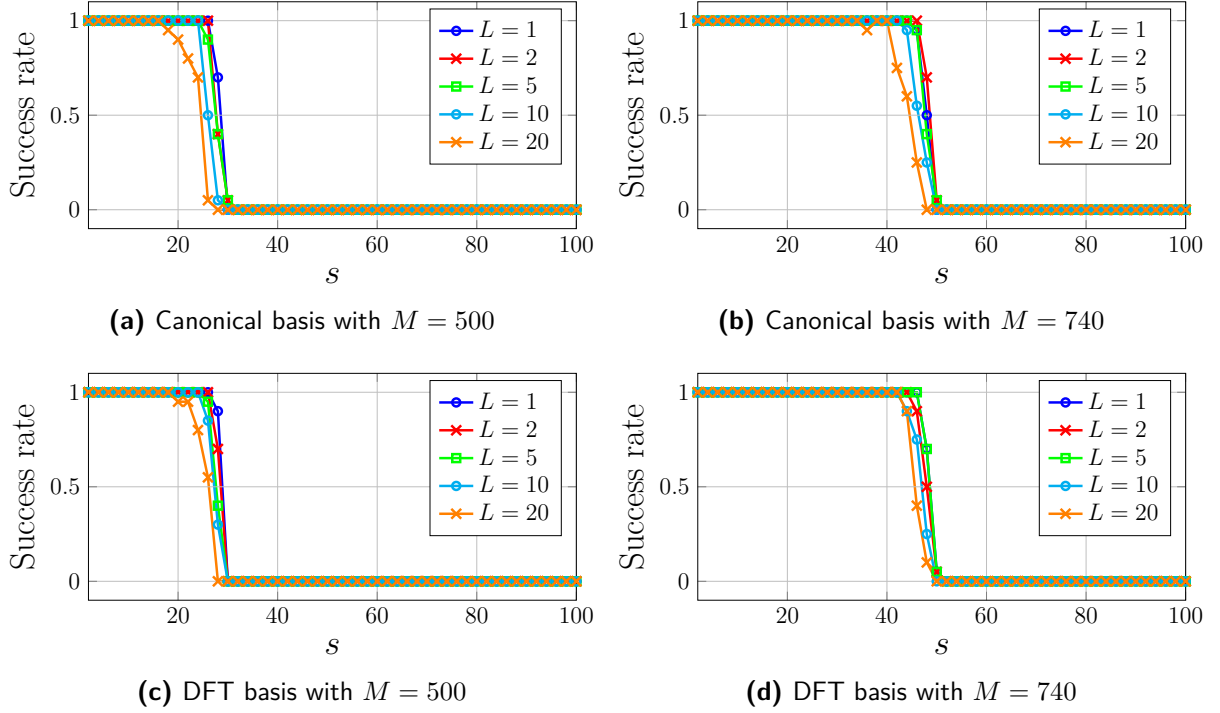 1
0.5
0
Success rate
20 40 60 80 100
s
L = 1
L = 2
L = 5
L = 10
L = 20
(a) Canonical basis with M = 500
1
0.5
0
Success rate
20 40 60 80 100
s
L = 1
L = 2
L = 5
L = 10
L = 20
(b) Canonical basis with M = 740
1
0.5
0
Success rate
20 40 60 80 100
s
L = 1
L = 2
L = 5
L = 10
L = 20
(c) DFT basis with M = 500
1
0.5
0
Success rate
20 40 60 80 100
s
L = 1
L = 2
L = 5
L = 10
L = 20
(d) DFT basis with M = 740